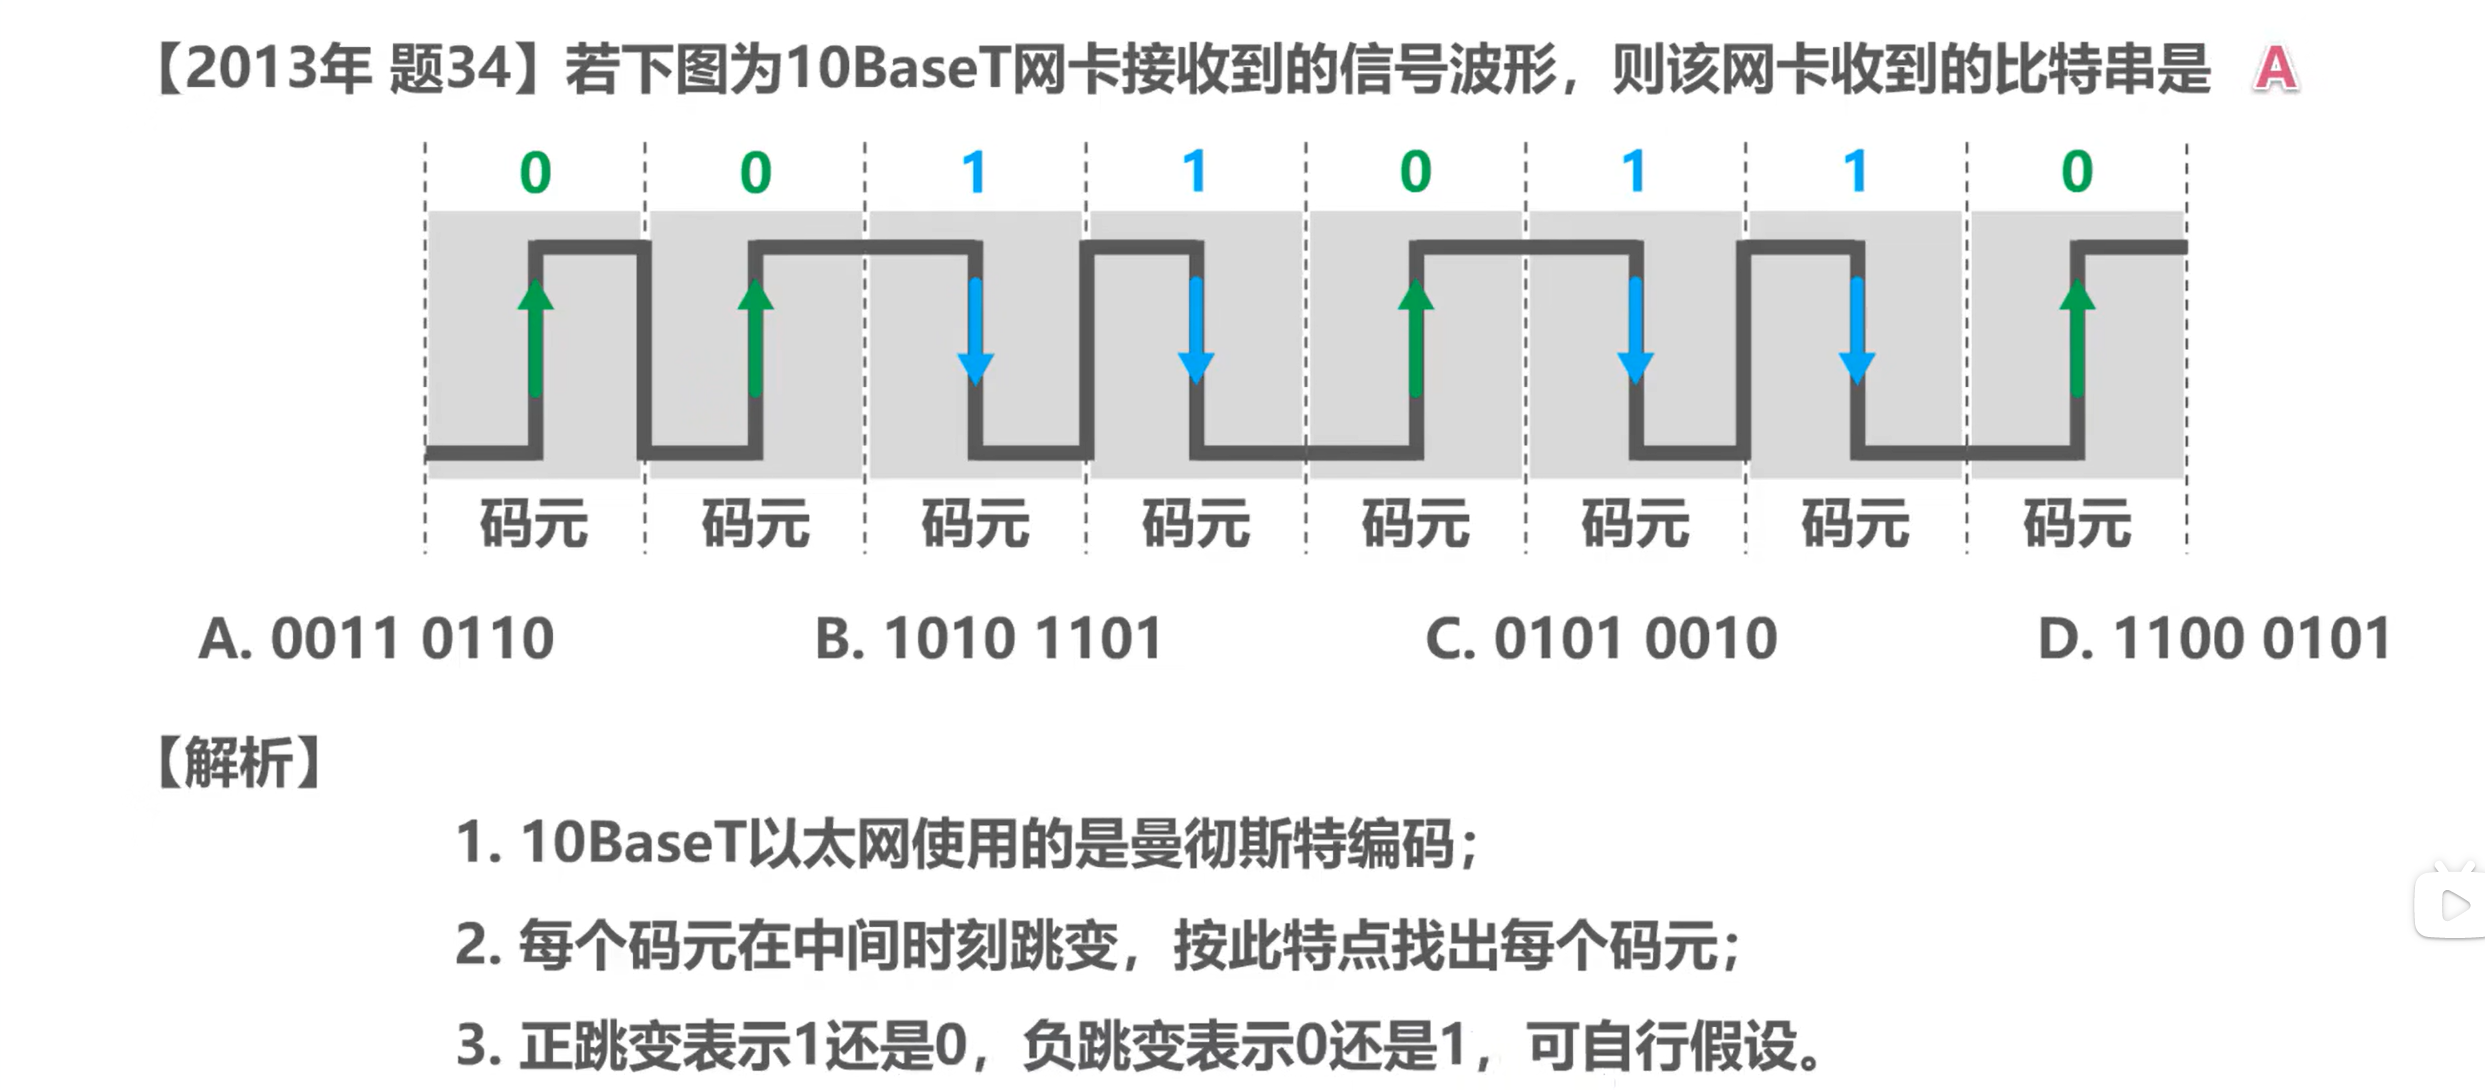 【2013年 题34】若下图为10BaseT网卡接收到的信号波形，则该网卡收到的比特串是 A
0 0 1 1 0 1 1 0
码元 码元 码元 码元 码元 码元 码元 码元
A. 0011 0110 B. 1010 1101 C. 0101 0010 D. 1100 0101
【解析】
1. 10BaseT以太网使用的是曼彻斯特编码；
2. 每个码元在中间时刻跳变，按此特点找出每个码元；
3. 正跳变表示1还是0，负跳变表示0还是1，可自行假设。